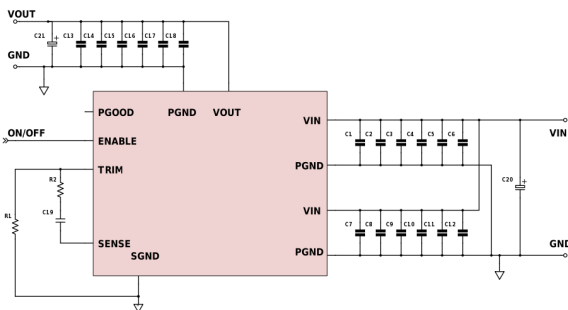 VOUT
C21 + C13 C14 C15 C16 C17 C18
GND
PGOOD PGND VOUT
VIN
ON/OFF
ENABLE
VIN
C1 C2 C3 C4 C5 C6
TRIM
PGND
R2
C20 +
C19
R1
VIN
C7 C8 C9 C10 C11 C12
SENSE
SGND
PGND
GND